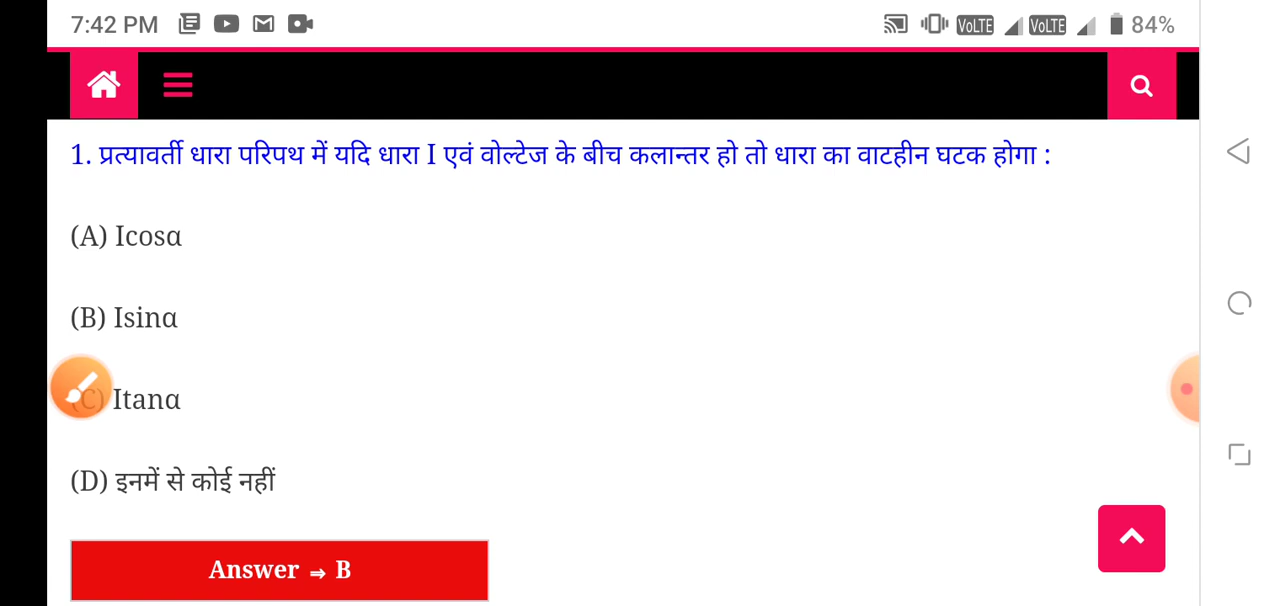 7:42 PM VoLTE VoLTE 84%
1. प्रत्यावर्ती धारा परिपथ में यदि धारा I एवं वोल्टेज के बीच कलान्तर हो तो धारा का वाटहीन घटक होगा :
(A) Icosα
(B) Isinα
(C) Itanα
(D) इनमें से कोई नहीं
Answer ⇒ B